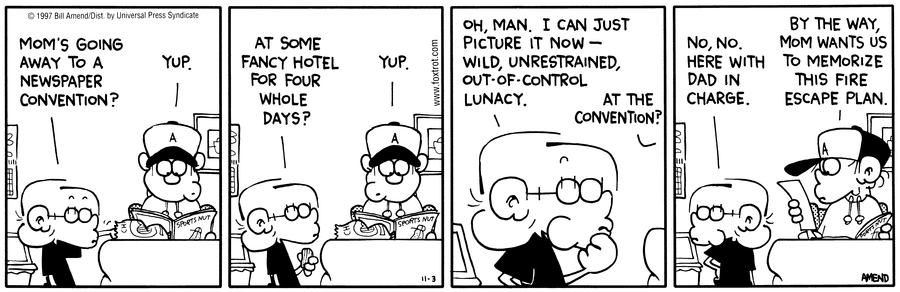 © 1997 Bill Amend/Dist. by Universal Press Syndicate
MOM'S GOING
AWAY TO A
NEWSPAPER
CONVENTION?
YUP.
A
SPORTS NUT
AT SOME
FANCY HOTEL
FOR FOUR
WHOLE
DAYS?
YUP.
www.foxtrot.com
A
SPORTS NUT
11-3
OH, MAN. I CAN JUST
PICTURE IT NOW —
WILD, UNRESTRAINED,
OUT-OF-CONTROL
LUNACY.
AT THE
CONVENTION?
NO, NO.
HERE WITH
DAD IN
CHARGE.
BY THE WAY,
MOM WANTS US
TO MEMORIZE
THIS FIRE
ESCAPE PLAN.
A
AMEND